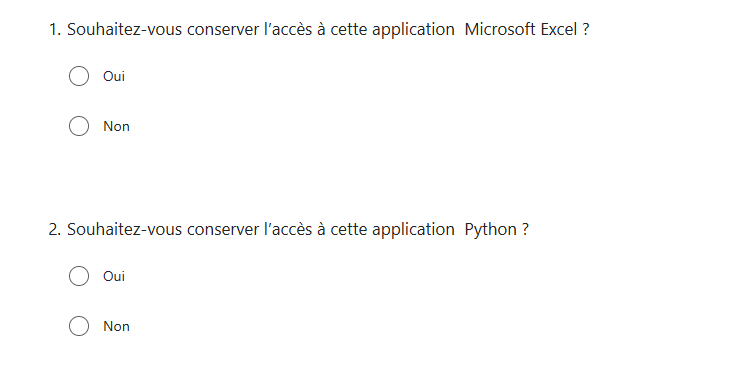 1. Souhaitez-vous conserver l'accès à cette application  Microsoft Excel ?
Oui
Non
2. Souhaitez-vous conserver l'accès à cette application  Python ?
Oui
Non